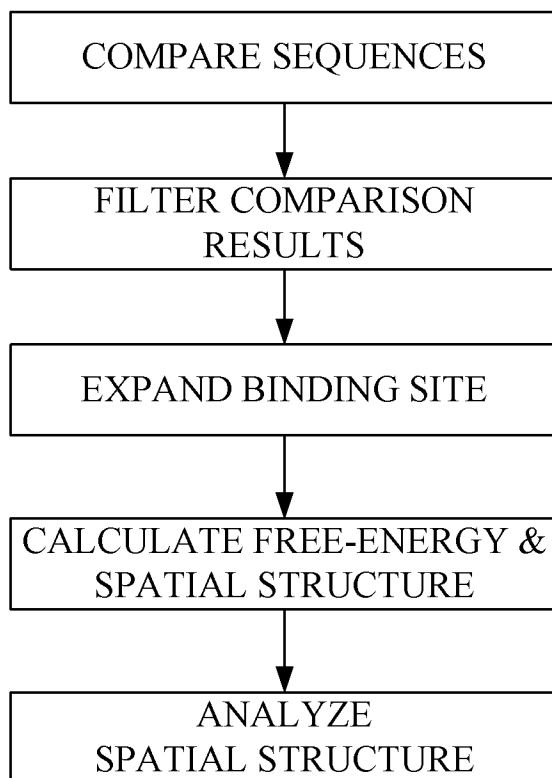 COMPARE SEQUENCES
FILTER COMPARISON
RESULTS
EXPAND BINDING SITE
CALCULATE FREE-ENERGY &
SPATIAL STRUCTURE
ANALYZE
SPATIAL STRUCTURE